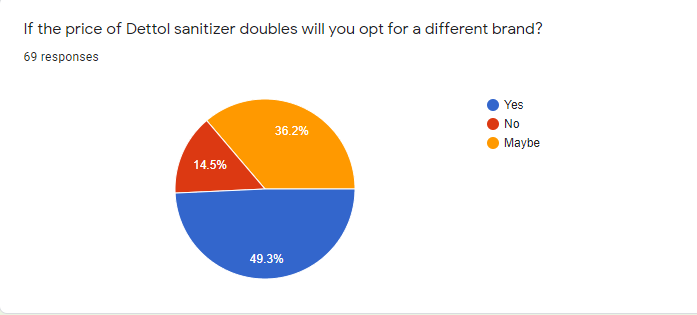 If the price of Dettol sanitizer doubles will you opt for a different brand?
69 responses
36.2%
14.5%
49.3%
Yes
No
Maybe